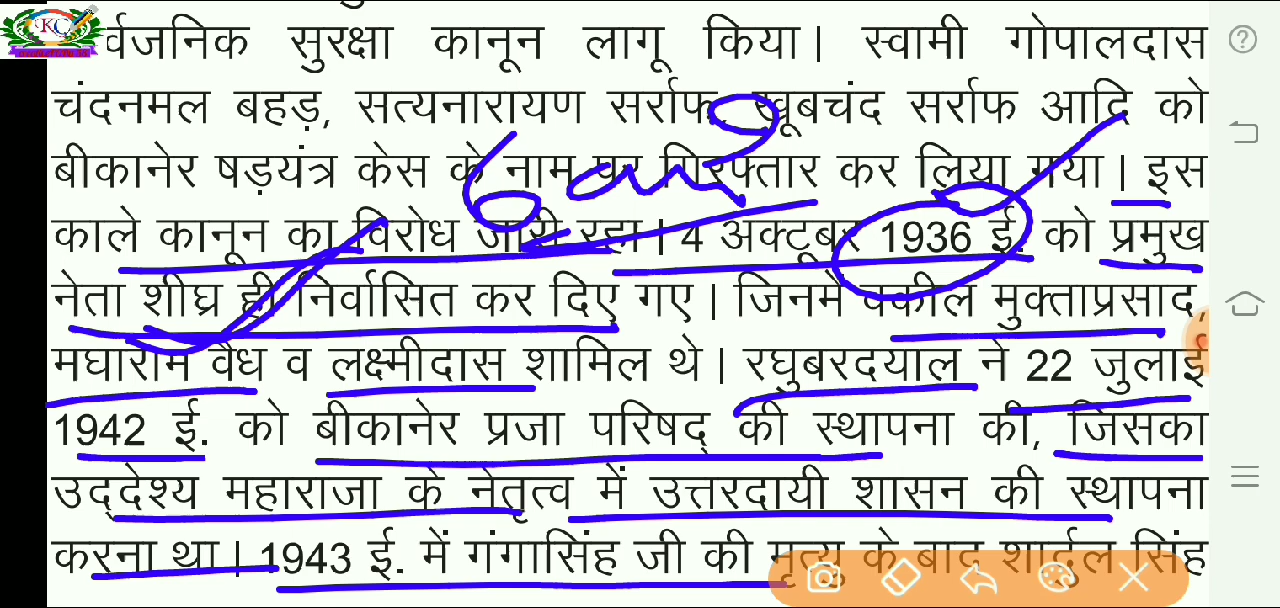 KC
र्वजनिक सुरक्षा कानून लागू किया। स्वामी गोपालदास
चंदनमल बहड़, सत्यनारायण सर्राफ, खूबचंद सर्राफ आदि को
बीकानेर षड़यंत्र केस के नाम पर गिरफ्तार कर लिया गया। इस
काले कानून का विरोध जारी रहा। 4 अक्टूबर 1936 ई. को प्रमुख
नेता शीघ्र ही निर्वासित कर दिए गए। जिनमें वकील मुक्ताप्रसाद,
मघाराम वैध व लक्ष्मीदास शामिल थे। रघुबरदयाल ने 22 जुलाई
1942 ई. को बीकानेर प्रजा परिषद् की स्थापना की, जिसका
उद्देश्य महाराजा के नेतृत्व में उत्तरदायी शासन की स्थापना
करना था। 1943 ई. में गंगासिंह जी की मृत्यु के बाद शार्दुल सिंह